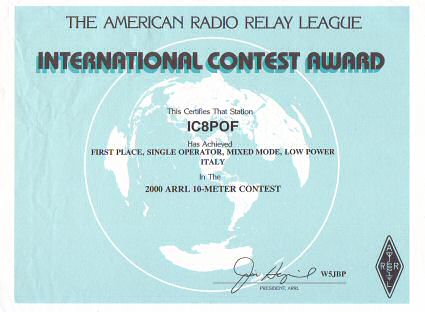 THE AMERICAN RADIO RELAY LEAGUE
INTERNATIONAL CONTEST AWARD
This Certifies That Station
IC8POF
Has Achieved
FIRST PLACE, SINGLE OPERATOR, MIXED MODE, LOW POWER
ITALY
In The
2000 ARRL 10-METER CONTEST
W5JBP
PRESIDENT, ARRL
A
R R
L